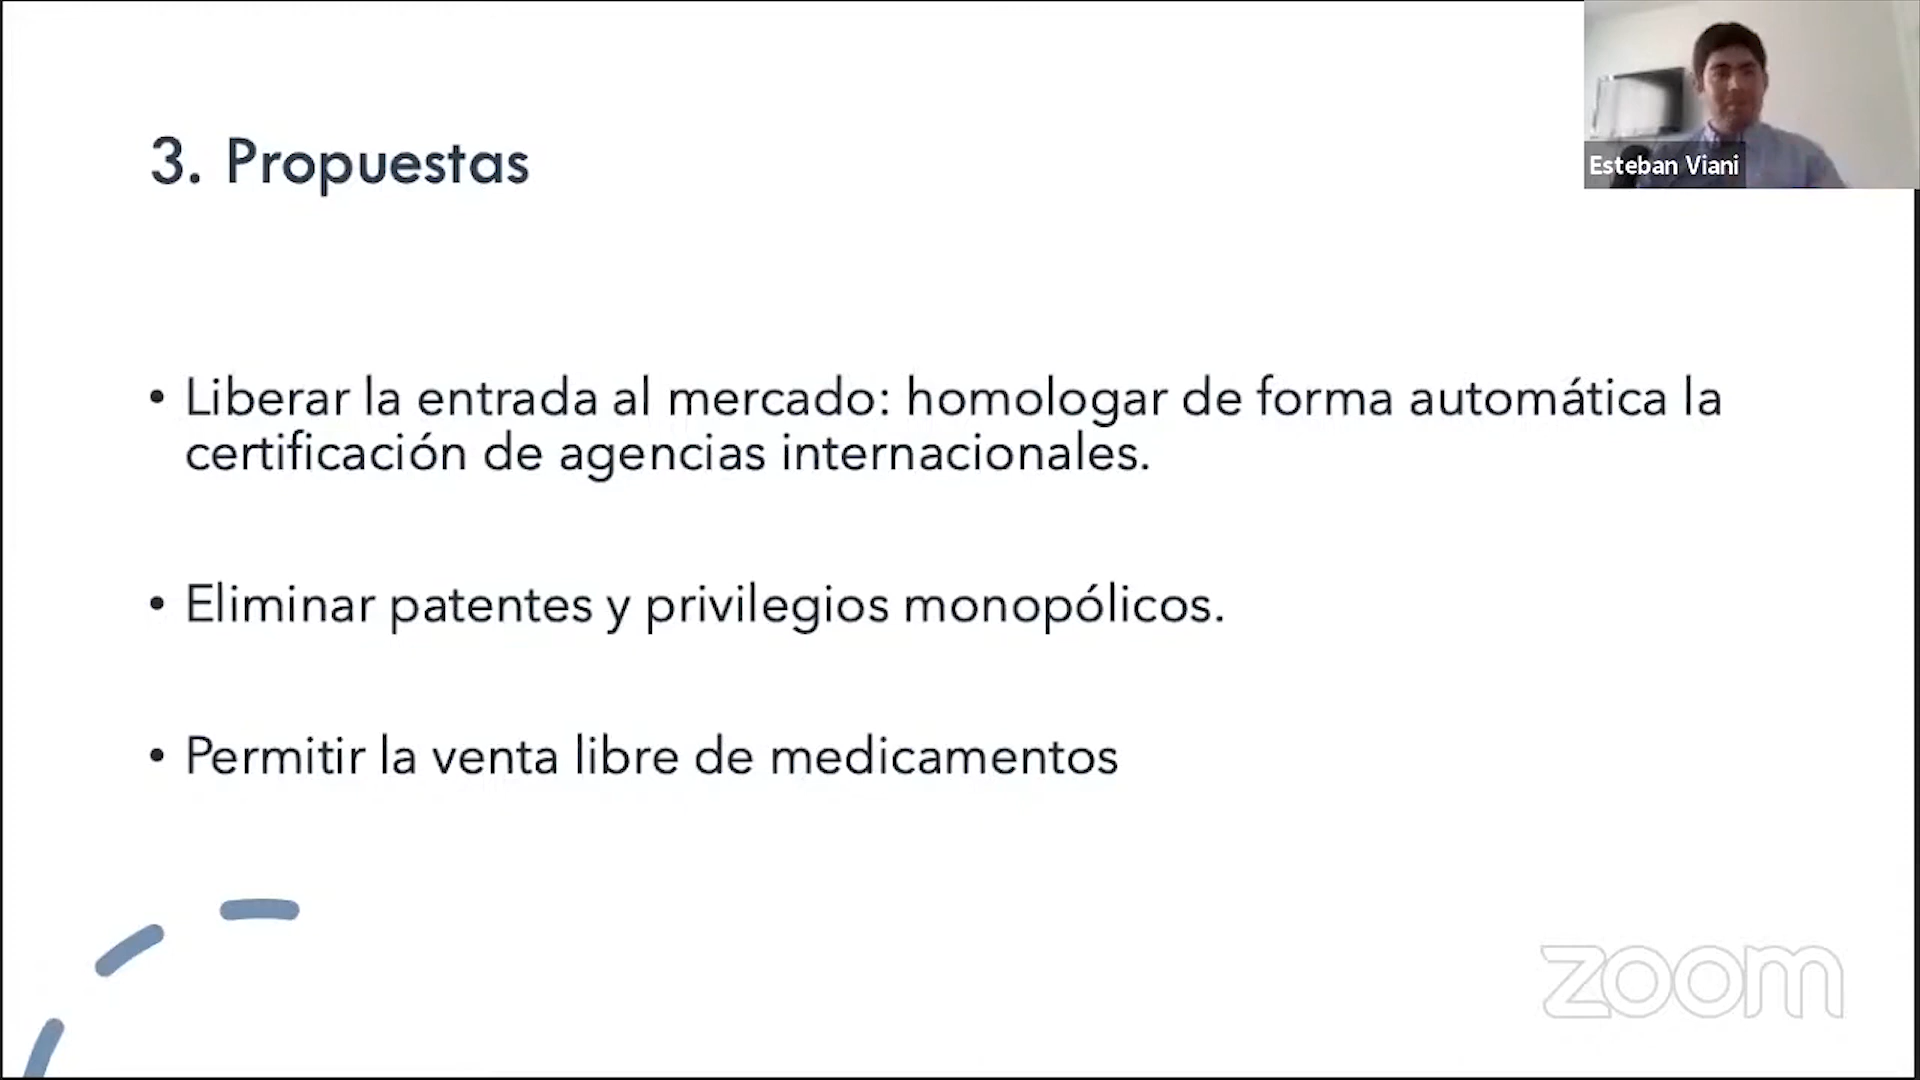 3. Propuestas
Esteban Viani
• Liberar la entrada al mercado: homologar de forma automática la
certificación de agencias internacionales.
• Eliminar patentes y privilegios monopólicos.
• Permitir la venta libre de medicamentos
zoom